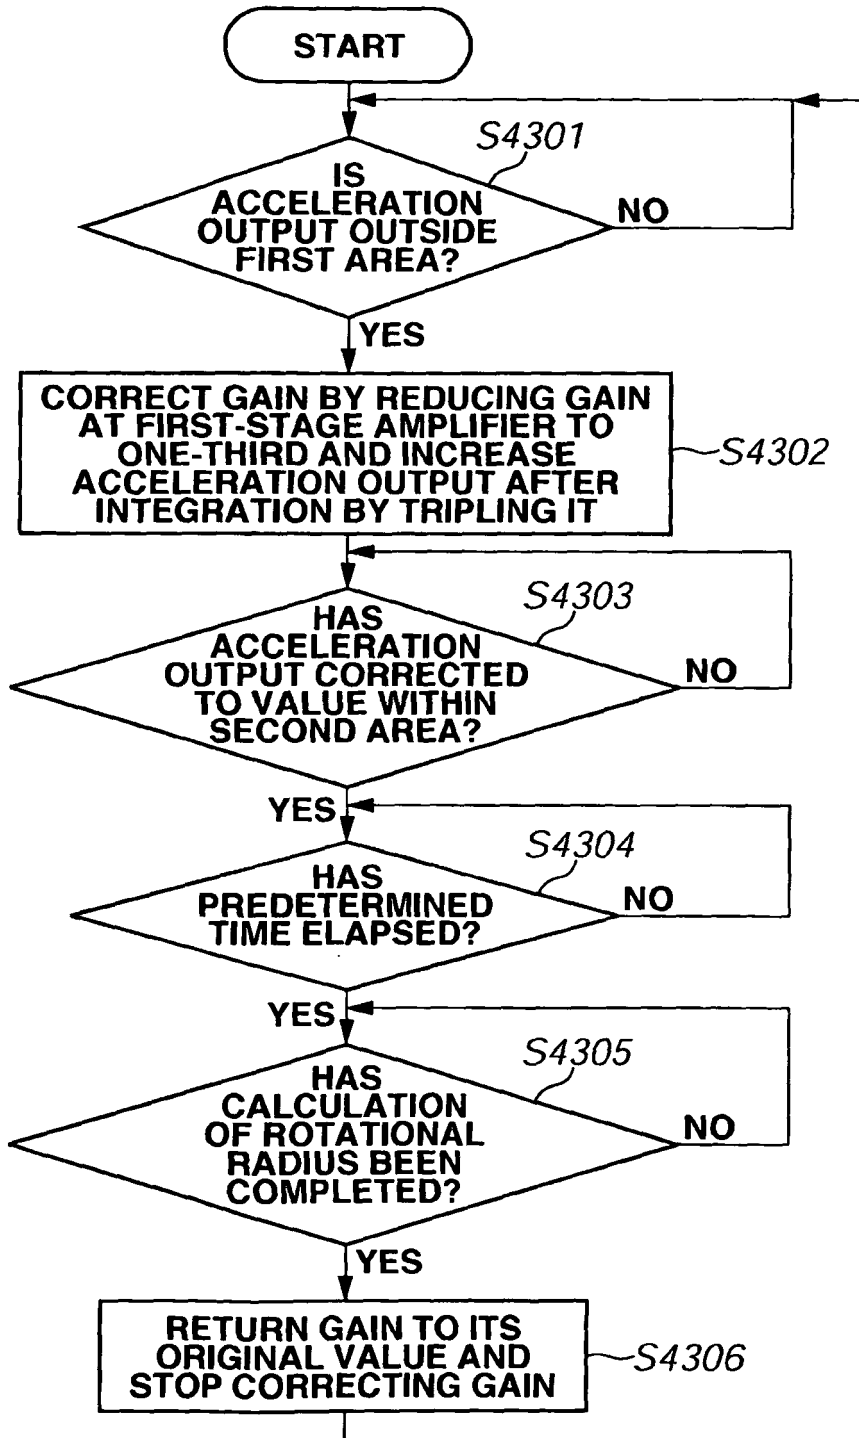 START
S4301
IS
ACCELERATION
OUTPUT OUTSIDE
FIRST AREA?
NO
YES
CORRECT GAIN BY REDUCING GAIN
AT FIRST-STAGE AMPLIFIER TO
ONE-THIRD AND INCREASE
ACCELERATION OUTPUT AFTER
INTEGRATION BY TRIPLING IT
S4302
S4303
HAS
ACCELERATION
OUTPUT CORRECTED
TO VALUE WITHIN
SECOND AREA?
NO
YES
S4304
HAS
PREDETERMINED
TIME ELAPSED?
NO
YES
S4305
HAS
CALCULATION
OF ROTATIONAL
RADIUS BEEN
COMPLETED?
NO
YES
RETURN GAIN TO ITS
ORIGINAL VALUE AND
STOP CORRECTING GAIN
S4306